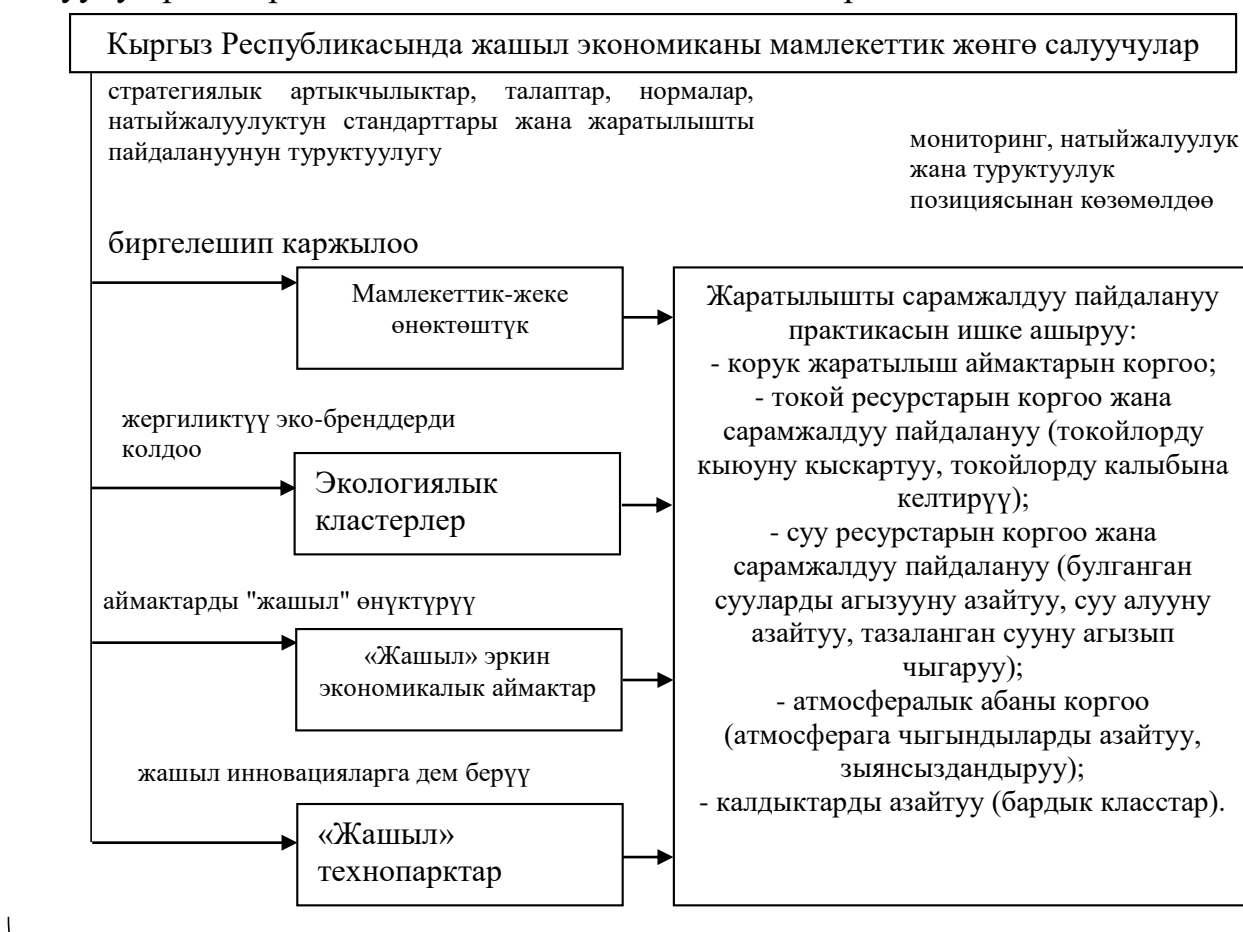 Кыргыз Республикасында жашыл экономиканы мамлекеттик жөнгө салуучулар
стратегиялык артыкчылыктар, талаптар, нормалар,
натыйжалуулуктун стандарттары жана жаратылышты
пайдалануунун туруктуулугу
мониторинг, натыйжалуулук
жана туруктуулук
позициясынан көзөмөлдөө
биргелешип каржылоо
Мамлекеттик-жеке
өнөктөштүк
жергиликтүү эко-бренддерди
колдоо
Экологиялык
кластерлер
аймактарды "жашыл" өнүктүрүү
«Жашыл» эркин
экономикалык аймактар
жашыл инновацияларга дем берүү
«Жашыл»
технопарктар
Жаратылышты сарамжалдуу пайдалануу
практикасын ишке ашыруу:
- корук жаратылыш аймактарын коргоо;
- токой ресурстарын коргоо жана
сарамжалдуу пайдалануу (токойлорду
кыюуну кыскартуу, токойлорду калыбына
келтирүү);
- суу ресурстарын коргоо жана
сарамжалдуу пайдалануу (булганган
сууларды агызууну азайтуу, суу алууну
азайтуу, тазаланган сууну агызып
чыгаруу);
- атмосфералык абаны коргоо
(атмосферага чыгындыларды азайтуу,
зыянсыздандыруу);
- калдыктарды азайтуу (бардык класстар).